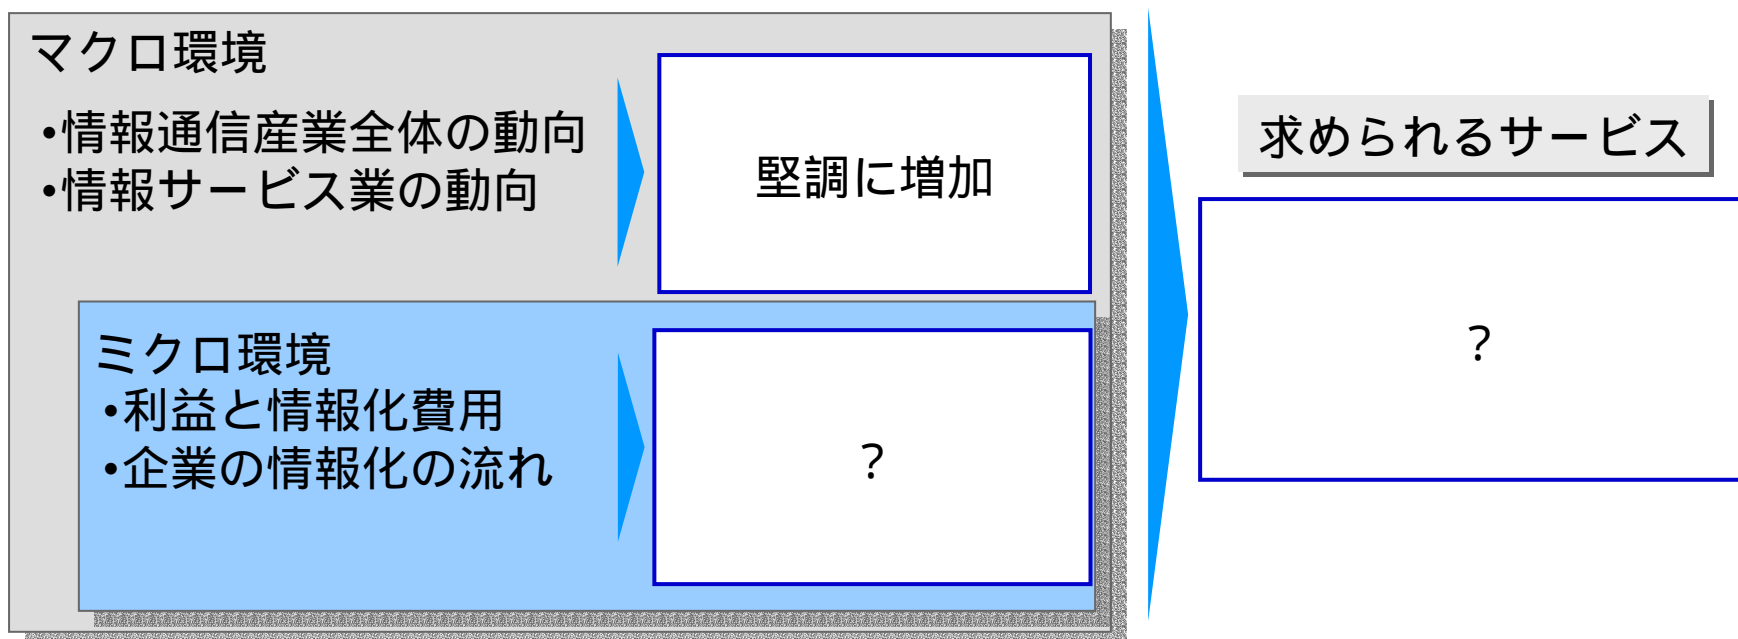 マクロ環境
•情報通信産業全体の動向
•情報サービス業の動向
堅調に増加
ミクロ環境
•利益と情報化費用
•企業の情報化の流れ
？
求められるサービス
？